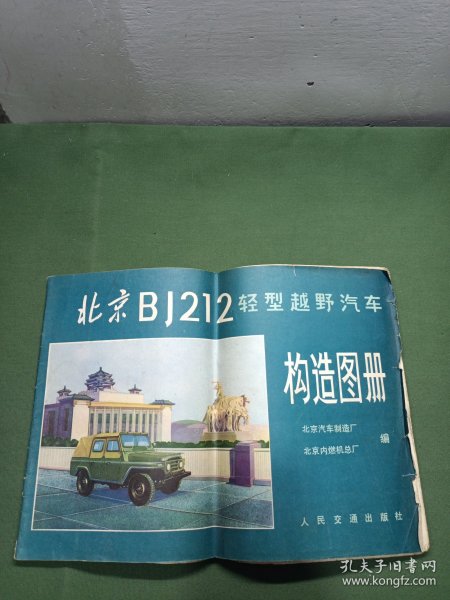 北京BJ212轻型越野汽车
构造图册
北京汽车制造厂
北京内燃机总厂
编
人民交通出版社
孔夫子旧书网
www.kongfz.com